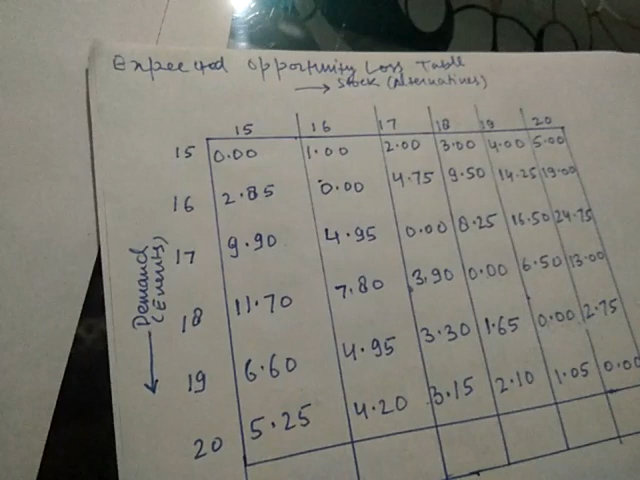 Expected Opportunity Loss Table
→ Stock (Alternatives)
15 16 17 18 19 20
15 0.00 1.00 2.00 3.00 4.00 5.00
16 2.85 0.00 4.75 9.50 14.25 19.00
17 9.90 4.95 0.00 8.25 16.50 24.75
18 11.70 7.80 3.90 0.00 6.50 13.00
19 6.60 4.95 3.30 1.65 0.00 2.75
20 5.25 4.20 3.15 2.10 1.05 0.00
← Demand
(Events)